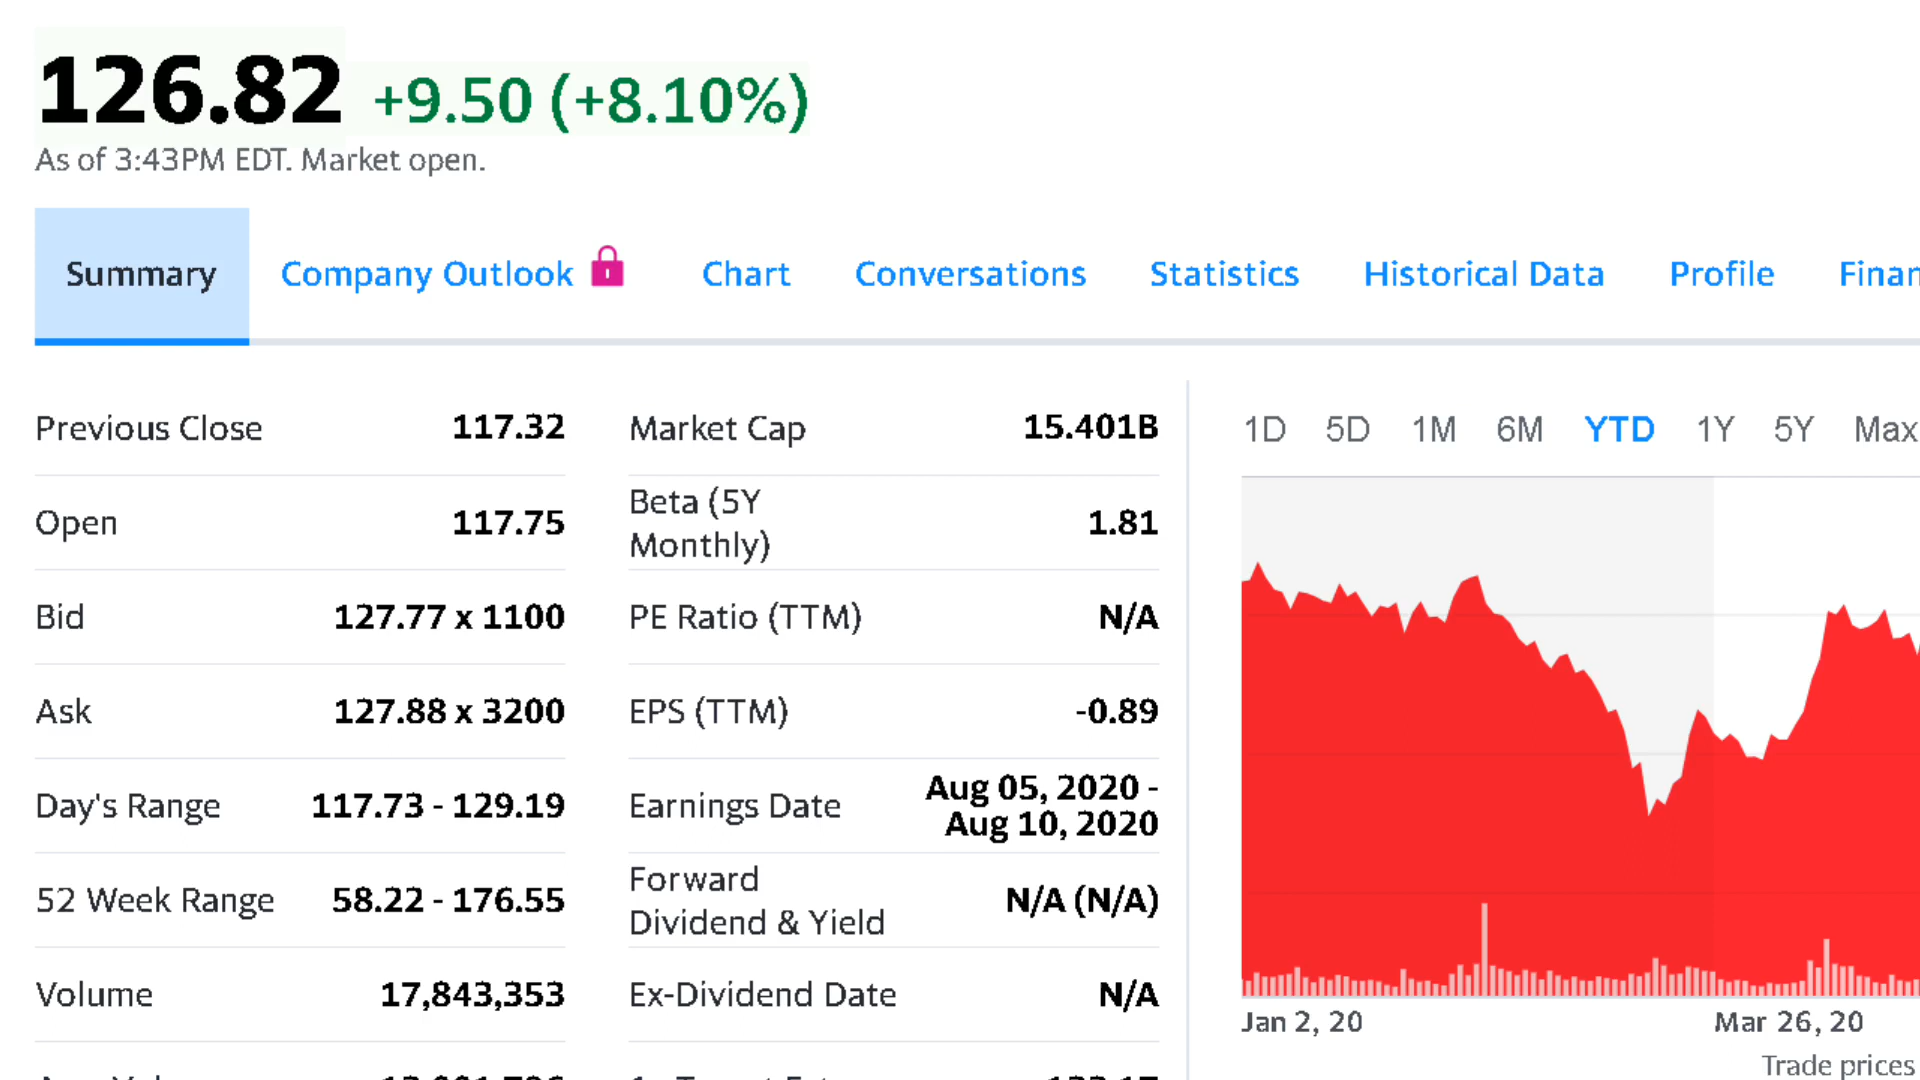 126.82 +9.50 (+8.10%)
As of 3:43PM EDT. Market open.
Summary Company Outlook Chart Conversations Statistics Historical Data Profile
Previous Close 117.32
Open 117.75
Bid 127.77 x 1100
Ask 127.88 x 3200
Day's Range 117.73 - 129.19
52 Week Range 58.22 - 176.55
Volume 17,843,353
Market Cap 15.401B
Beta (5Y
Monthly) 1.81
PE Ratio (TTM) N/A
EPS (TTM) -0.89
Earnings Date Aug 05, 2020 -
Aug 10, 2020
Forward
Dividend & Yield N/A (N/A)
Ex-Dividend Date N/A
1D 5D 1M 6M YTD 1Y 5Y Max
Jan 2, 20 Mar 26, 20
Trade prices